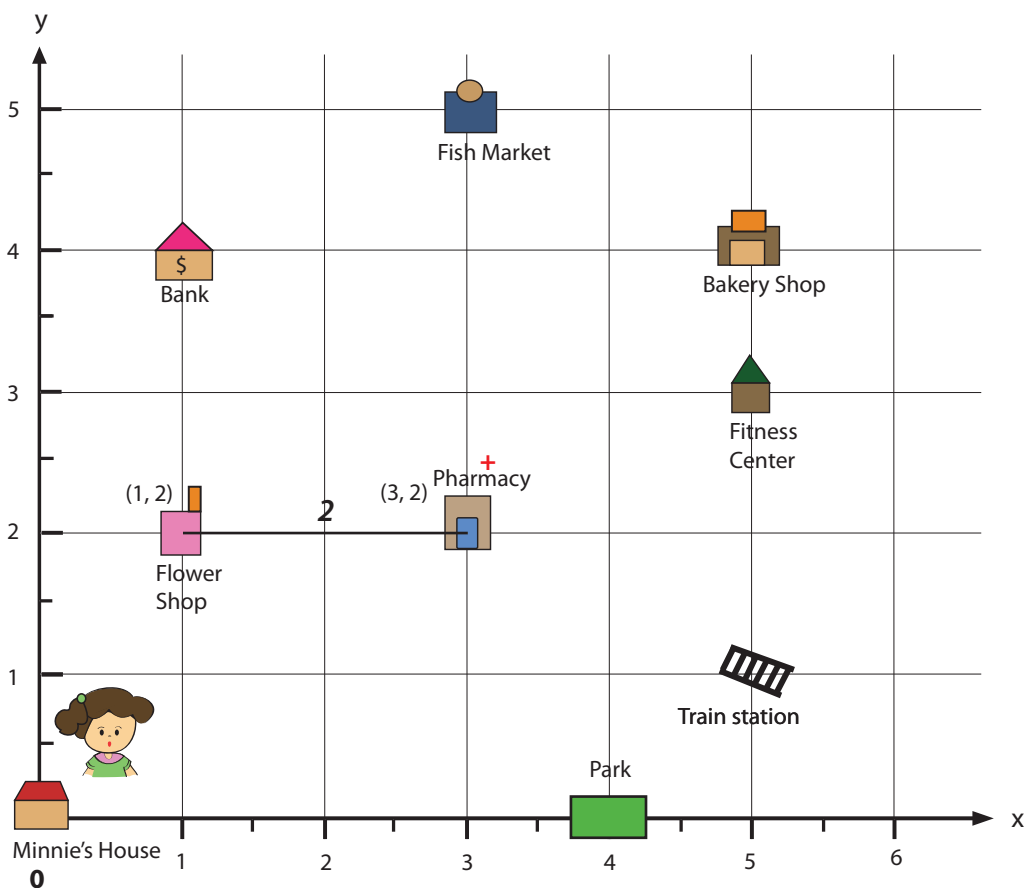 y
5
Fish Market
4
$
Bank
Bakery Shop
3
Fitness
Center
+
Pharmacy
(1, 2)
2
(3, 2)
2
Flower
Shop
1
Train station
Park
x
Minnie's House
0
1
2
3
4
5
6